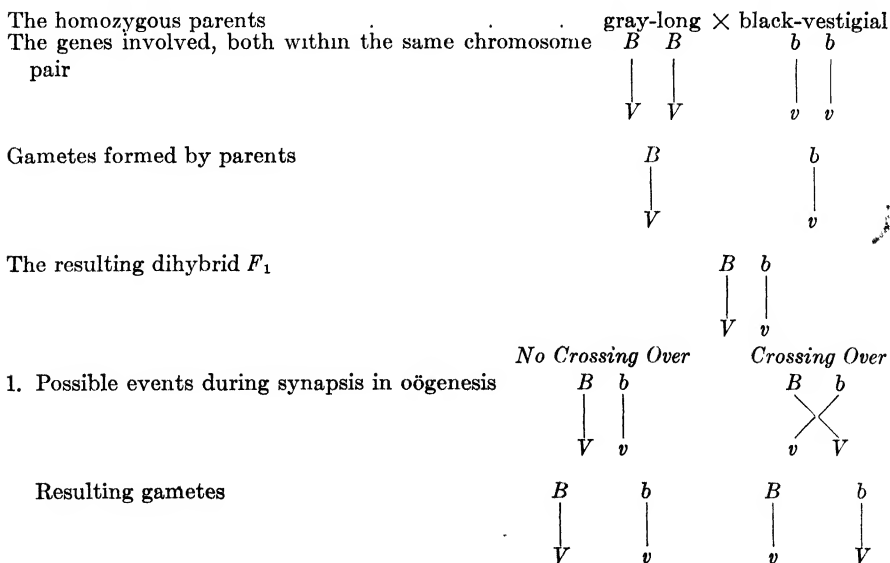 The homozygous parents . . . gray-long × black-vestigial
The genes involved, both within the same chromosome pair
B B b b
V V v v
Gametes formed by parents
B b
V v
The resulting dihybrid F₁
B b
V v
No Crossing Over Crossing Over
1. Possible events during synapsis in oögenesis
B b B b
V v v V
Resulting gametes
B b B b
V v v V